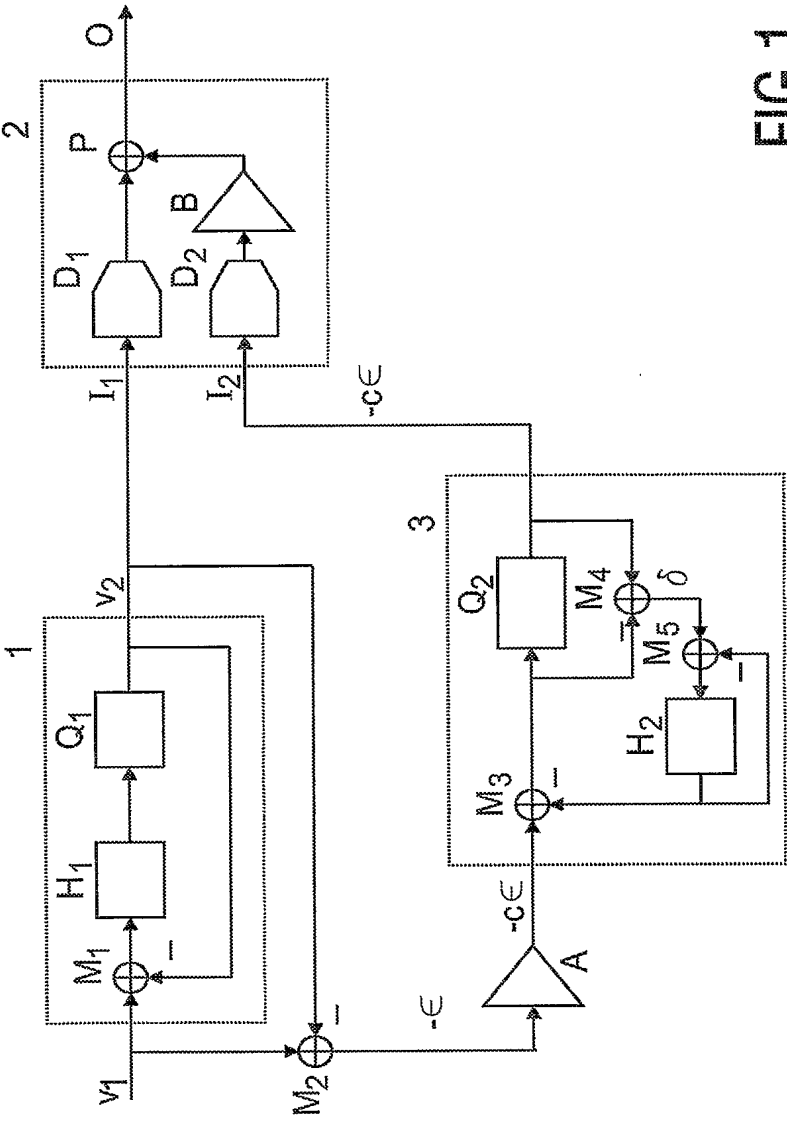 1
M1
H1
Q1
v1
v2
I1
2
D1
P
O
D2
B
I2
-cϵ
M2
−
−
-ϵ
A
-cϵ
3
M3
−
Q2
M4
−
δ
M5
−
H2
FIG. 1